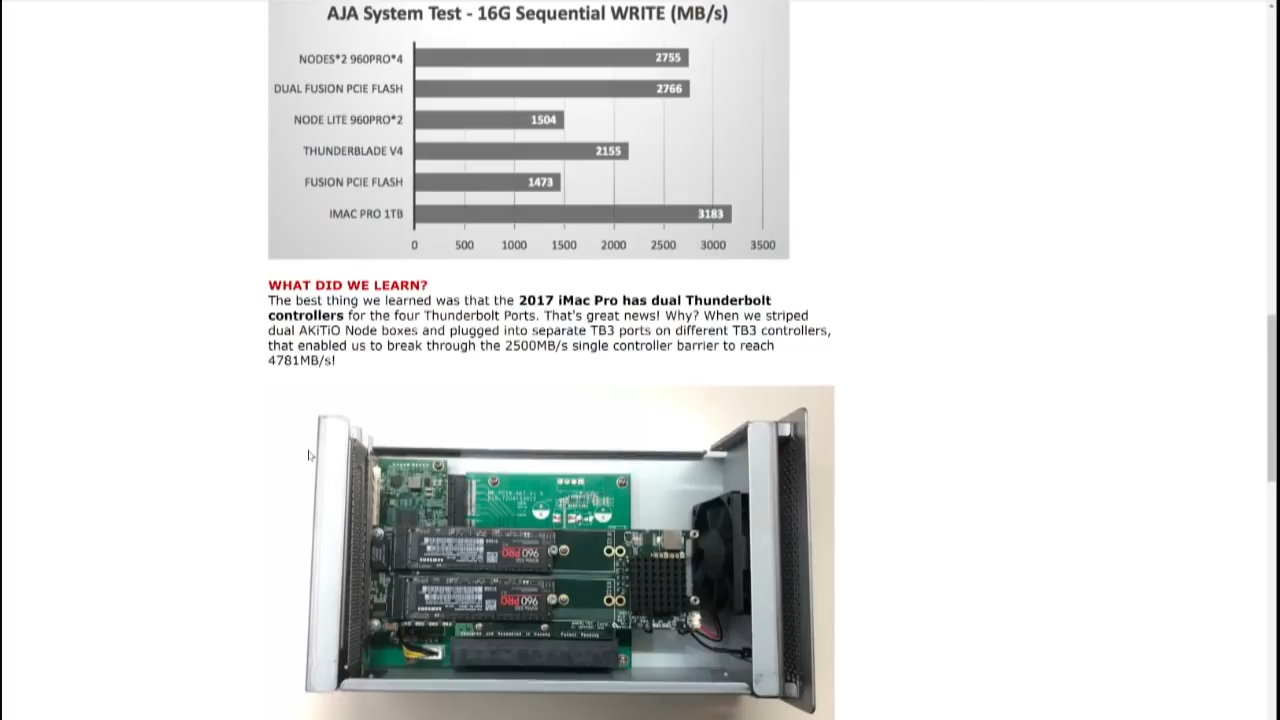 AJA System Test - 16G Sequential WRITE (MB/s)
NODES*2 960PRO*4 2755
DUAL FUSION PCIE FLASH 2766
NODE LITE 960PRO*2 1504
THUNDERBLADE V4 2155
FUSION PCIE FLASH 1473
IMAC PRO 1TB 3183
0 500 1000 1500 2000 2500 3000 3500
WHAT DID WE LEARN?
The best thing we learned was that the 2017 iMac Pro has dual Thunderbolt
controllers for the four Thunderbolt Ports. That's great news! Why? When we striped
dual AKiTiO Node boxes and plugged into separate TB3 ports on different TB3 controllers,
that enabled us to break through the 2500MB/s single controller barrier to reach
4781MB/s!
960 PRO
960 PRO